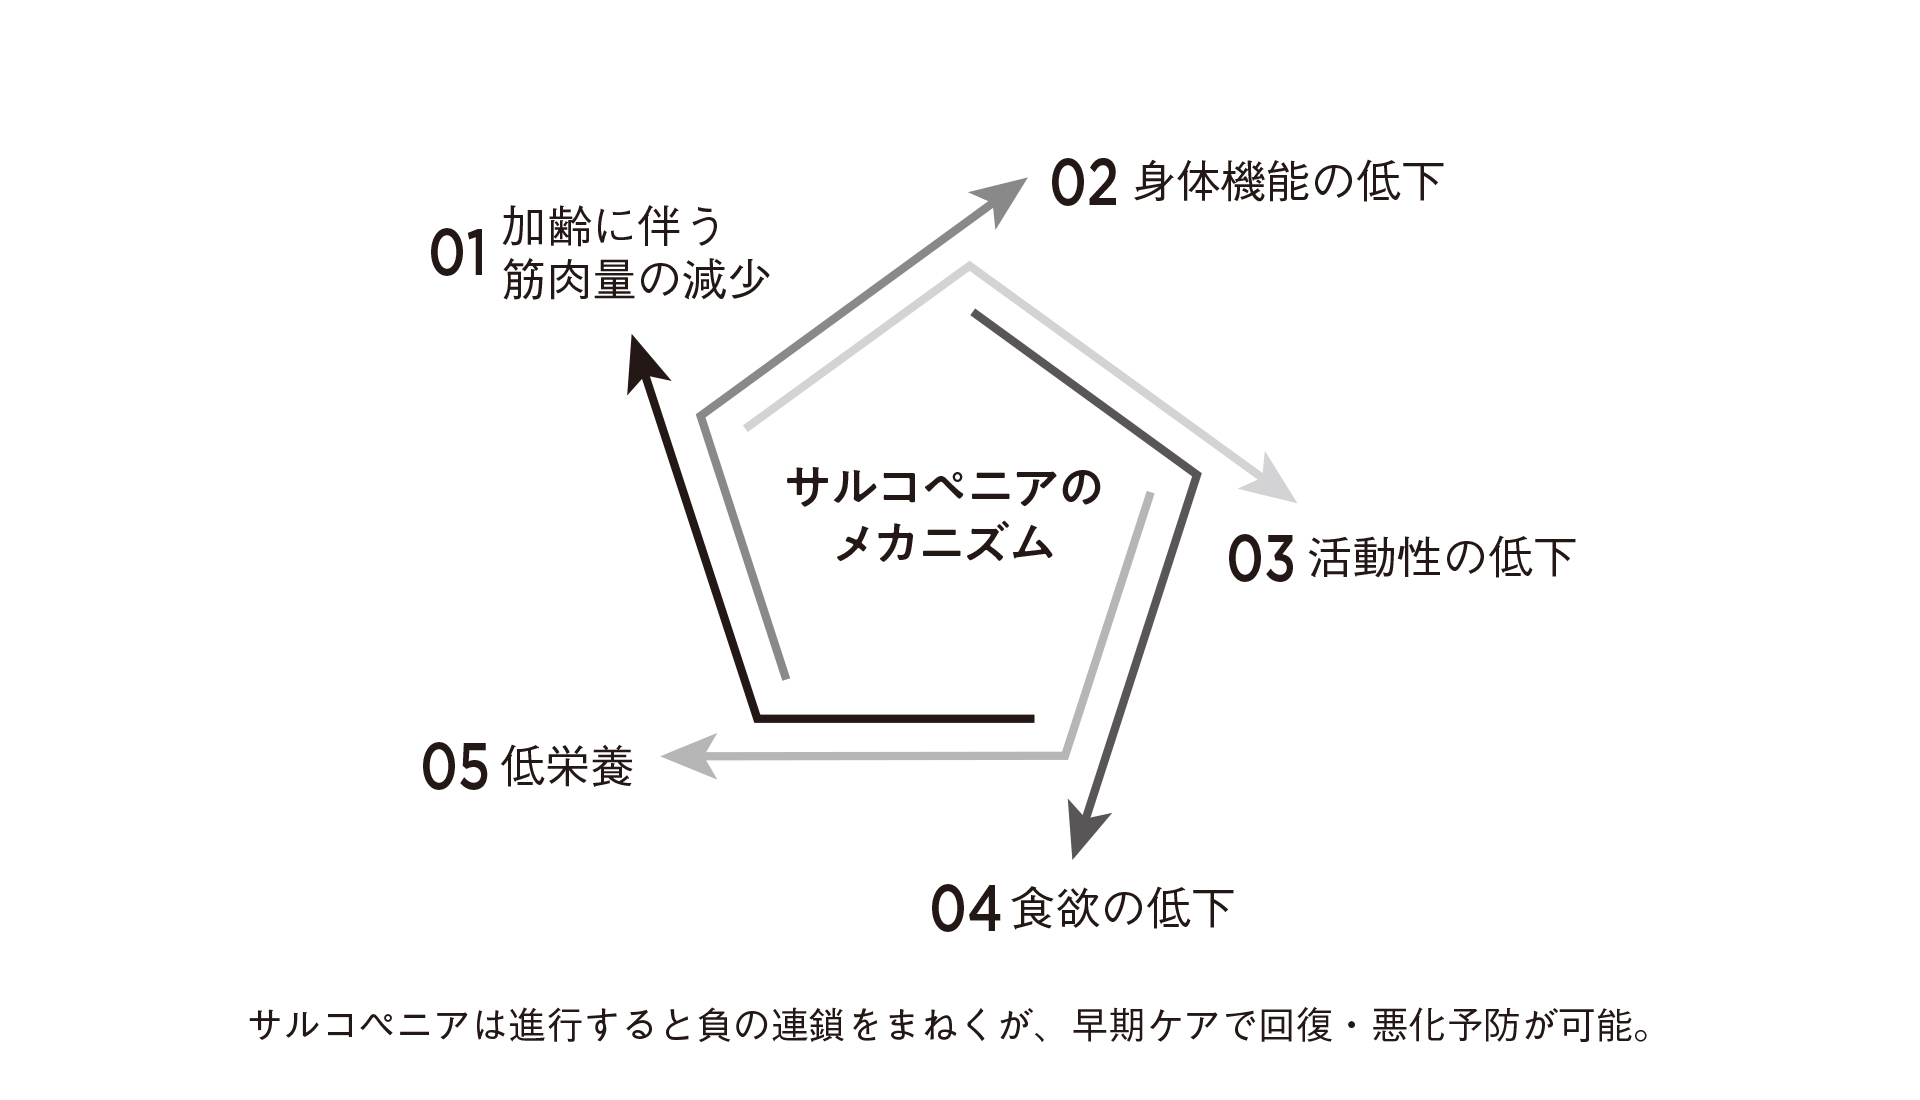 01 加齢に伴う
筋肉量の減少
02 身体機能の低下
サルコペニアの
メカニズム
03 活動性の低下
04 食欲の低下
05 低栄養
サルコペニアは進行すると負の連鎖をまねくが、早期ケアで回復・悪化予防が可能。